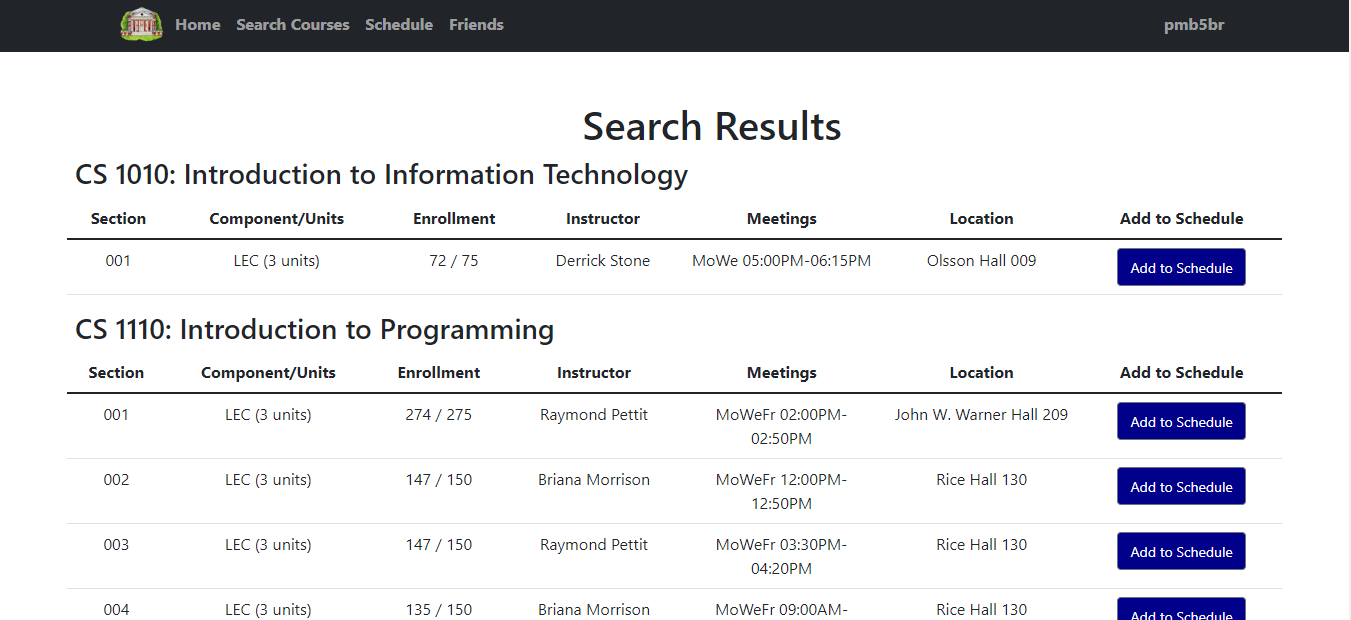 Home Search Courses Schedule Friends pmb5br
Search Results
CS 1010: Introduction to Information Technology
Section Component/Units Enrollment Instructor Meetings Location Add to Schedule
001 LEC (3 units) 72 / 75 Derrick Stone MoWe 05:00PM-06:15PM Olsson Hall 009 Add to Schedule
CS 1110: Introduction to Programming
Section Component/Units Enrollment Instructor Meetings Location Add to Schedule
001 LEC (3 units) 274 / 275 Raymond Pettit MoWeFr 02:00PM- John W. Warner Hall 209 Add to Schedule
02:50PM
002 LEC (3 units) 147 / 150 Briana Morrison MoWeFr 12:00PM- Rice Hall 130 Add to Schedule
12:50PM
003 LEC (3 units) 147 / 150 Raymond Pettit MoWeFr 03:30PM- Rice Hall 130 Add to Schedule
04:20PM
004 LEC (3 units) 135 / 150 Briana Morrison MoWeFr 09:00AM- Rice Hall 130 Add to Schedule